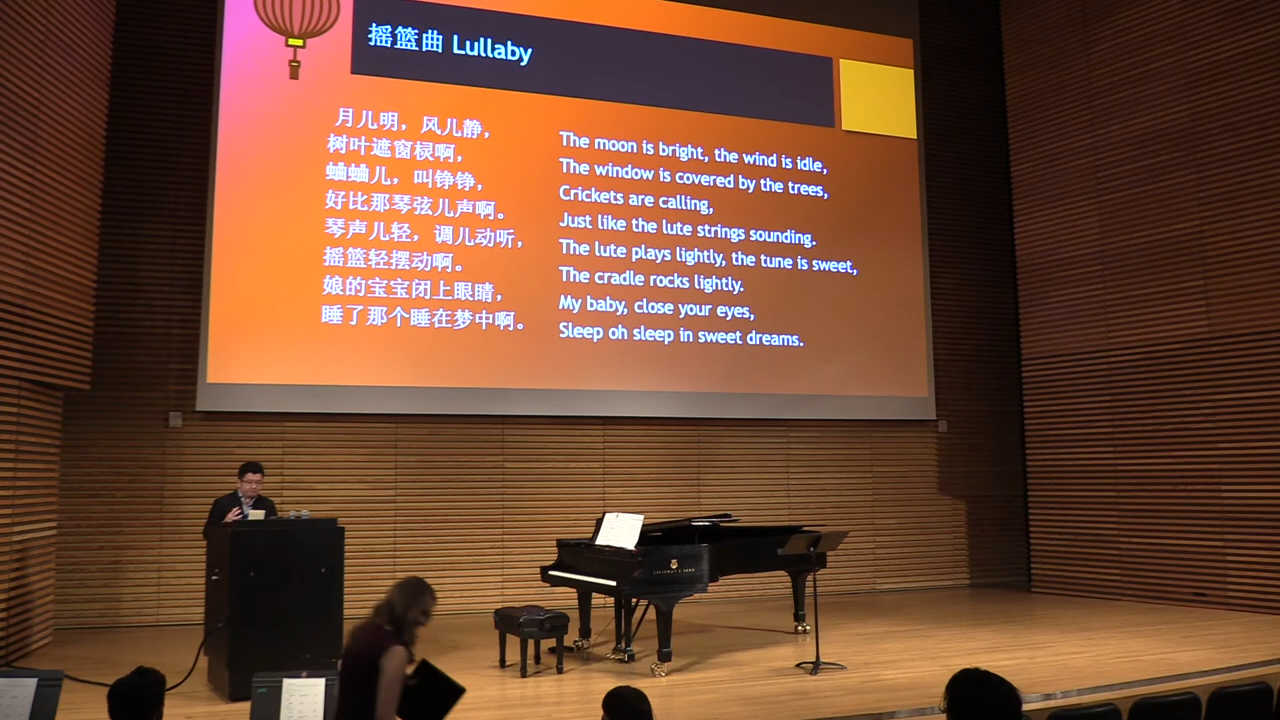 摇篮曲 Lullaby
月儿明，风儿静，
树叶遮窗棂啊，
蛐蛐儿，叫铮铮，
好比那琴弦儿声啊。
琴声儿轻，调儿动听，
摇篮轻摆动啊。
娘的宝宝闭上眼睛，
睡了那个睡在梦中啊。
The moon is bright, the wind is idle,
The window is covered by the trees,
Crickets are calling,
Just like the lute strings sounding.
The lute plays lightly, the tune is sweet,
The cradle rocks lightly.
My baby, close your eyes,
Sleep oh sleep in sweet dreams.
STEINWAY & SONS